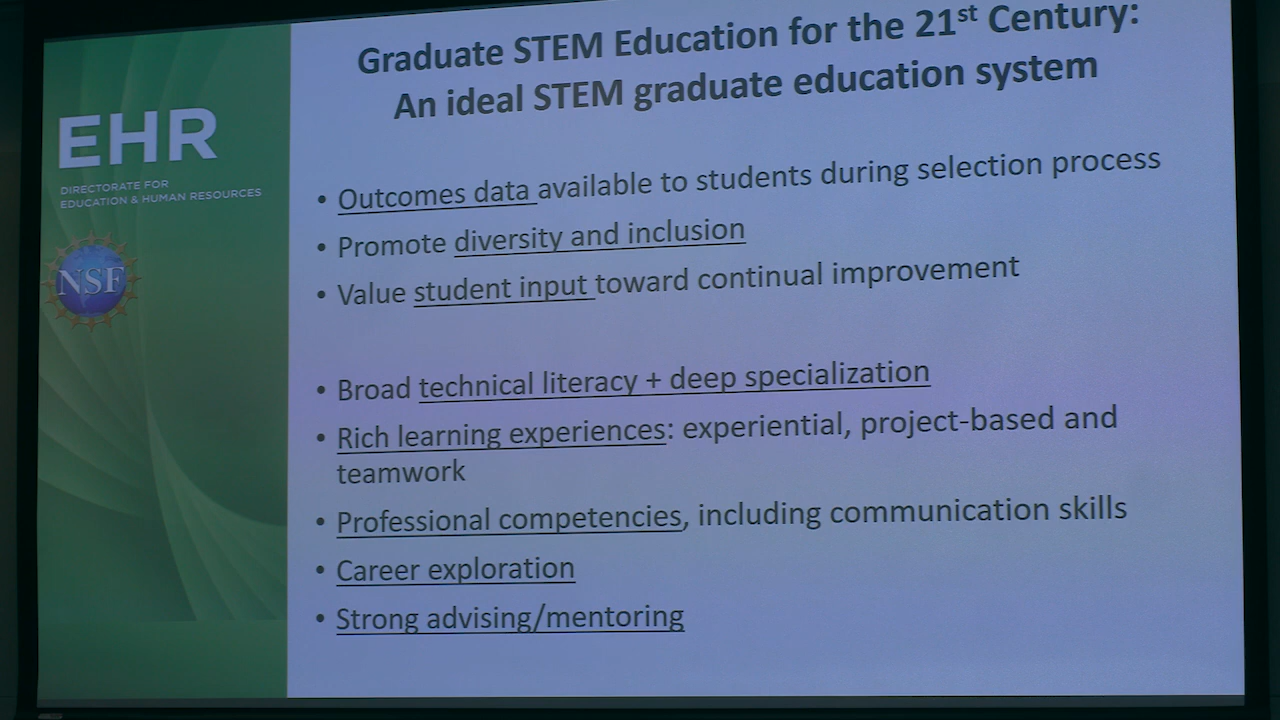 Graduate STEM Education for the 21st Century:
An ideal STEM graduate education system
EHR
DIRECTORATE FOR
EDUCATION & HUMAN RESOURCES
NSF
• Outcomes data available to students during selection process
• Promote diversity and inclusion
• Value student input toward continual improvement
• Broad technical literacy + deep specialization
• Rich learning experiences: experiential, project-based and
teamwork
• Professional competencies, including communication skills
• Career exploration
• Strong advising/mentoring